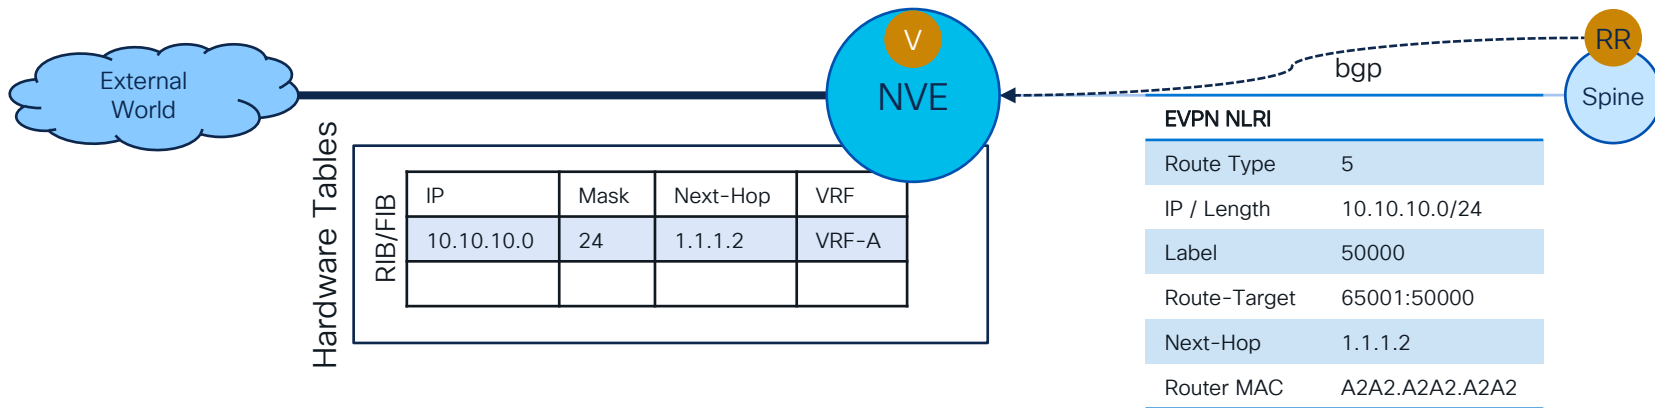 External
World
V
NVE
bgp
RR
Spine
Hardware Tables
RIB/FIB
IP Mask Next-Hop VRF
10.10.10.0 24 1.1.1.2 VRF-A
EVPN NLRI
Route Type 5
IP / Length 10.10.10.0/24
Label 50000
Route-Target 65001:50000
Next-Hop 1.1.1.2
Router MAC A2A2.A2A2.A2A2